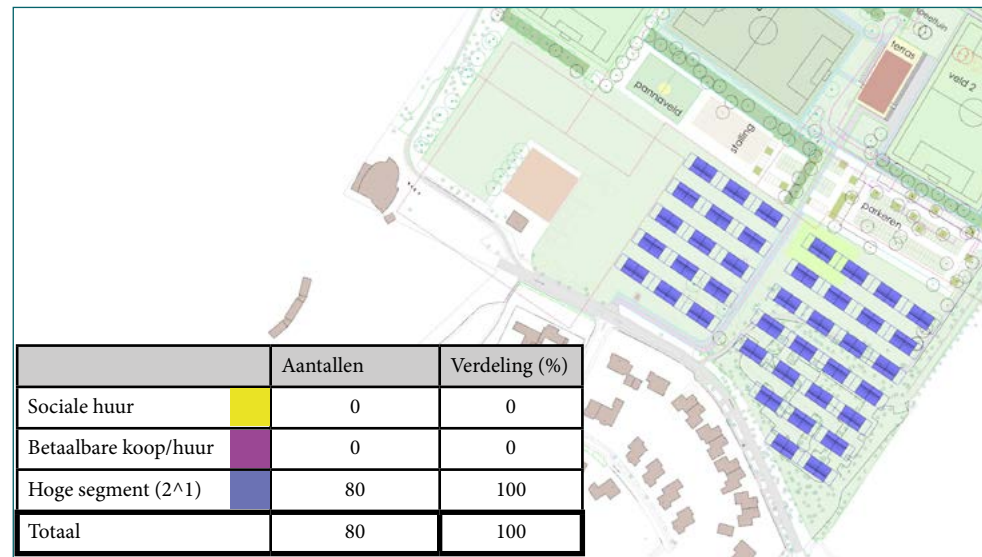 speeltuin
terras
veld 2
pannaveld
stalling
parkeren
Aantallen Verdeling (%)
Sociale huur 0 0
Betaalbare koop/huur 0 0
Hoge segment (2^1) 80 100
Totaal 80 100